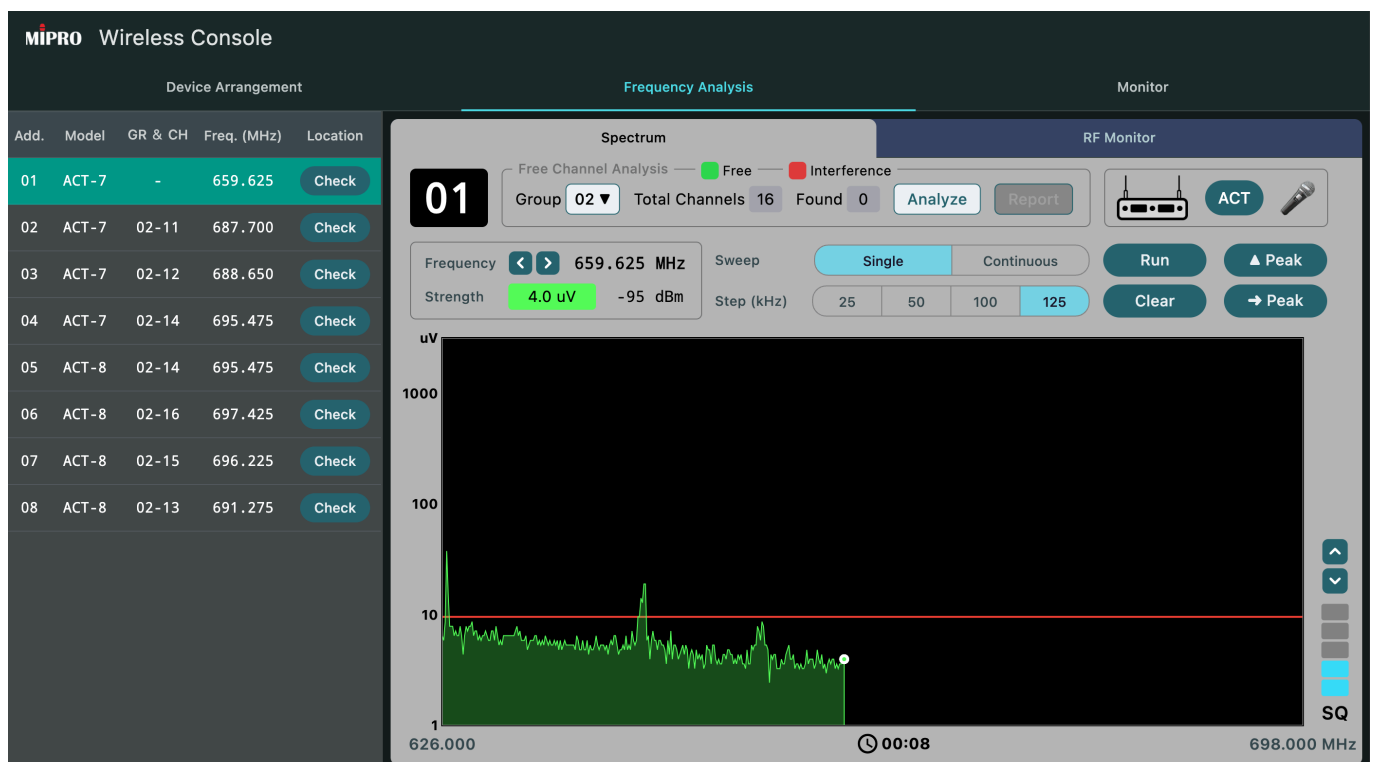 MIPRO Wireless Console
Device Arrangement Frequency Analysis Monitor
Add. Model GR & CH Freq. (MHz) Location
01 ACT-7 - 659.625 Check
02 ACT-7 02-11 687.700 Check
03 ACT-7 02-12 688.650 Check
04 ACT-7 02-14 695.475 Check
05 ACT-8 02-14 695.475 Check
06 ACT-8 02-16 697.425 Check
07 ACT-8 02-15 696.225 Check
08 ACT-8 02-13 691.275 Check
Spectrum RF Monitor
01
Free Channel Analysis Free Interference
Group 02 ▼ Total Channels 16 Found 0 Analyze Report
ACT
Frequency < > 659.625 MHz
Strength 4.0 uV -95 dBm
Sweep Single Continuous
Step (kHz) 25 50 100 125
Run ▲ Peak
Clear → Peak
uV
1000
100
10
1
SQ
626.000 00:08 698.000 MHz